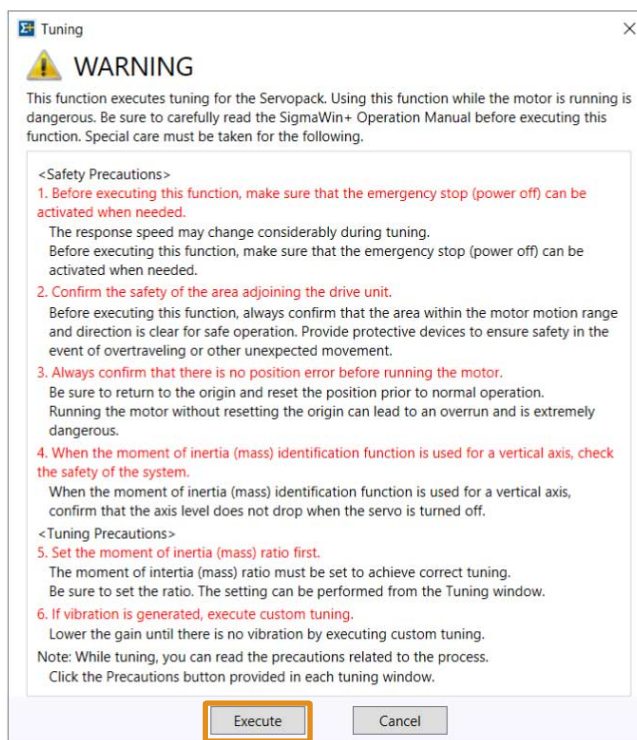 Tuning
WARNING
This function executes tuning for the Servopack. Using this function while the motor is running is
dangerous. Be sure to carefully read the SigmaWin+ Operation Manual before executing this
function. Special care must be taken for the following.
<Safety Precautions>
1. Before executing this function, make sure that the emergency stop (power off) can be
activated when needed.
The response speed may change considerably during tuning.
Before executing this function, make sure that the emergency stop (power off) can be
activated when needed.
2. Confirm the safety of the area adjoining the drive unit.
Before executing this function, always confirm that the area within the motor motion range
and direction is clear for safe operation. Provide protective devices to ensure safety in the
event of overtraveling or other unexpected movement.
3. Always confirm that there is no position error before running the motor.
Be sure to return to the origin and reset the position prior to normal operation.
Running the motor without resetting the origin can lead to an overrun and is extremely
dangerous.
4. When the moment of inertia (mass) identification function is used for a vertical axis, check
the safety of the system.
When the moment of inertia (mass) identification function is used for a vertical axis,
confirm that the axis level does not drop when the servo is turned off.
<Tuning Precautions>
5. Set the moment of inertia (mass) ratio first.
The moment of intertia (mass) ratio must be set to achieve correct tuning.
Be sure to set the ratio. The setting can be performed from the Tuning window.
6. If vibration is generated, execute custom tuning.
Lower the gain until there is no vibration by executing custom tuning.
Note: While tuning, you can read the precautions related to the process.
Click the Precautions button provided in each tuning window.
Execute
Cancel